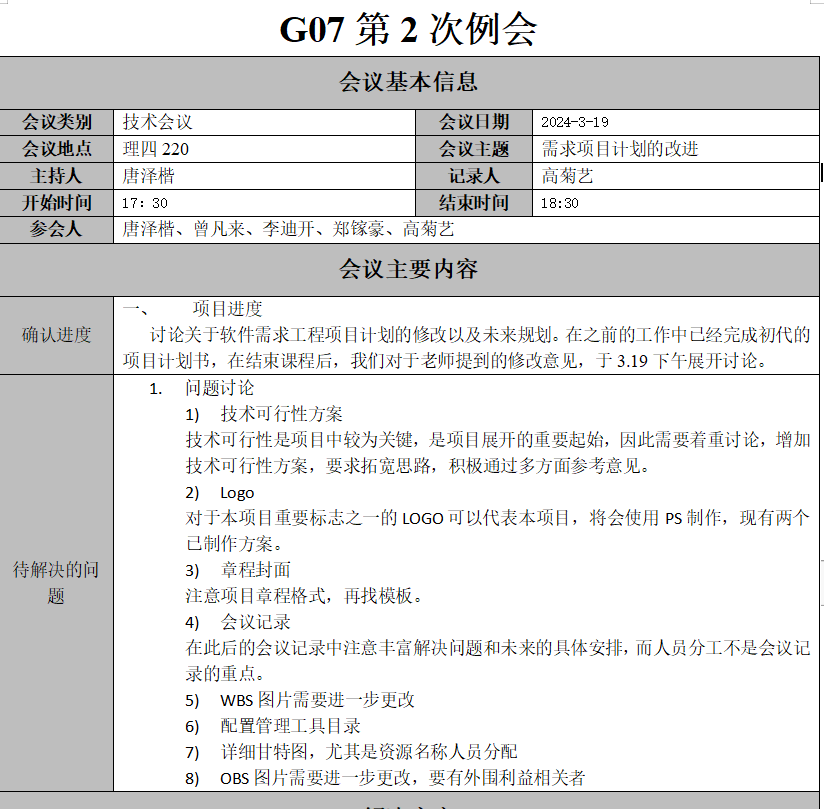 G07 第 2 次例会
会议基本信息
会议类别 技术会议 会议日期 2024-3-19
会议地点 理四 220 会议主题 需求项目计划的改进
主持人 唐泽楷 记录人 高菊艺
开始时间 17：30 结束时间 18:30
参会人 唐泽楷、曾凡来、李迪开、郑镓豪、高菊艺
会议主要内容
确认进度
一、 项目进度
讨论关于软件需求工程项目计划的修改以及未来规划。在之前的工作中已经完成初代的
项目计划书，在结束课程后，我们对于老师提到的修改意见，于 3.19 下午展开讨论。
待解决的问
题
1. 问题讨论
1) 技术可行性方案
技术可行性是项目中较为关键，是项目展开的重要起始，因此需要着重讨论，增加
技术可行性方案，要求拓宽思路，积极通过多方面参考意见。
2) Logo
对于本项目重要标志之一的 LOGO 可以代表本项目，将会使用 PS 制作，现有两个
已制作方案。
3) 章程封面
注意项目章程格式，再找模板。
4) 会议记录
在此后的会议记录中注意丰富解决问题和未来的具体安排，而人员分工不是会议记
录的重点。
5) WBS 图片需要进一步更改
6) 配置管理工具目录
7) 详细甘特图，尤其是资源名称人员分配
8) OBS 图片需要进一步更改，要有外围利益相关者